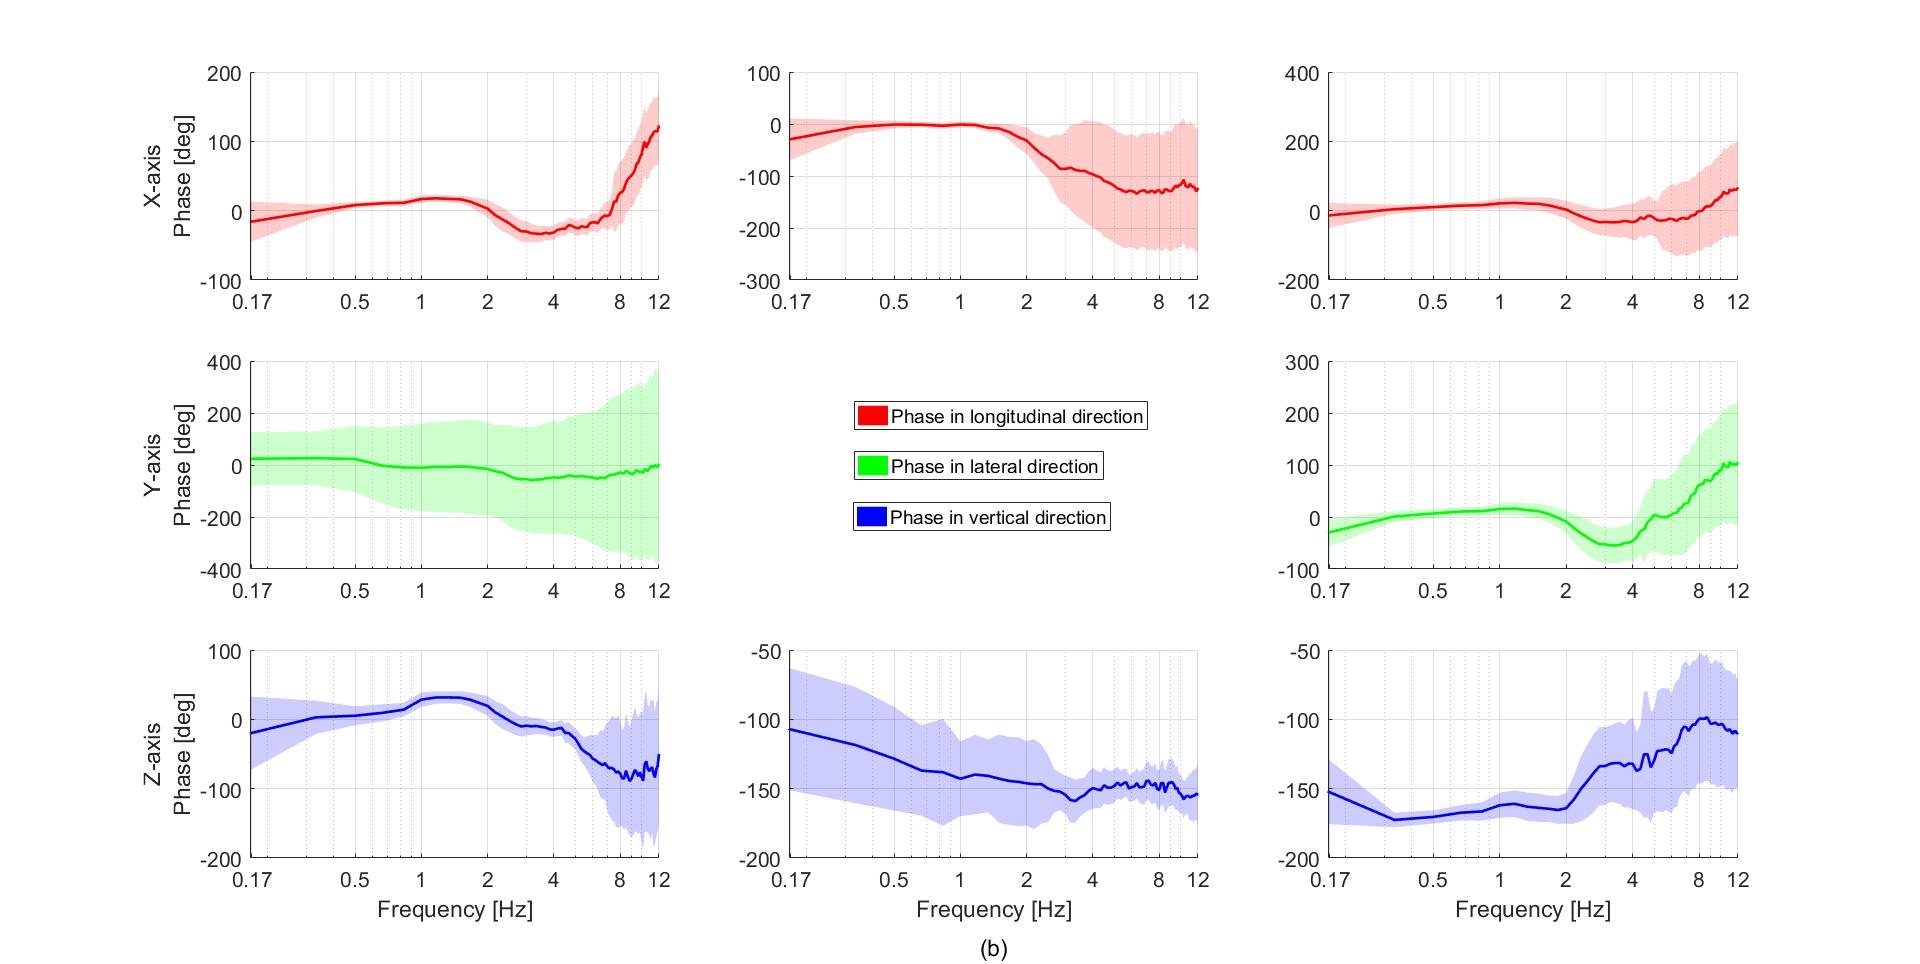 200
100
0
-100
0.17 0.5 1 2 4 8 12
X-axis
Phase [deg]
100
0
-100
-200
-300
0.17 0.5 1 2 4 8 12
400
200
0
-200
0.17 0.5 1 2 4 8 12
400
200
0
-200
-400
0.17 0.5 1 2 4 8 12
Y-axis
Phase [deg]
Phase in longitudinal direction
Phase in lateral direction
Phase in vertical direction
300
200
100
0
-100
0.17 0.5 1 2 4 8 12
100
0
-100
-200
0.17 0.5 1 2 4 8 12
Z-axis
Phase [deg]
Frequency [Hz]
-50
-100
-150
-200
0.17 0.5 1 2 4 8 12
Frequency [Hz]
-50
-100
-150
-200
0.17 0.5 1 2 4 8 12
Frequency [Hz]
(b)